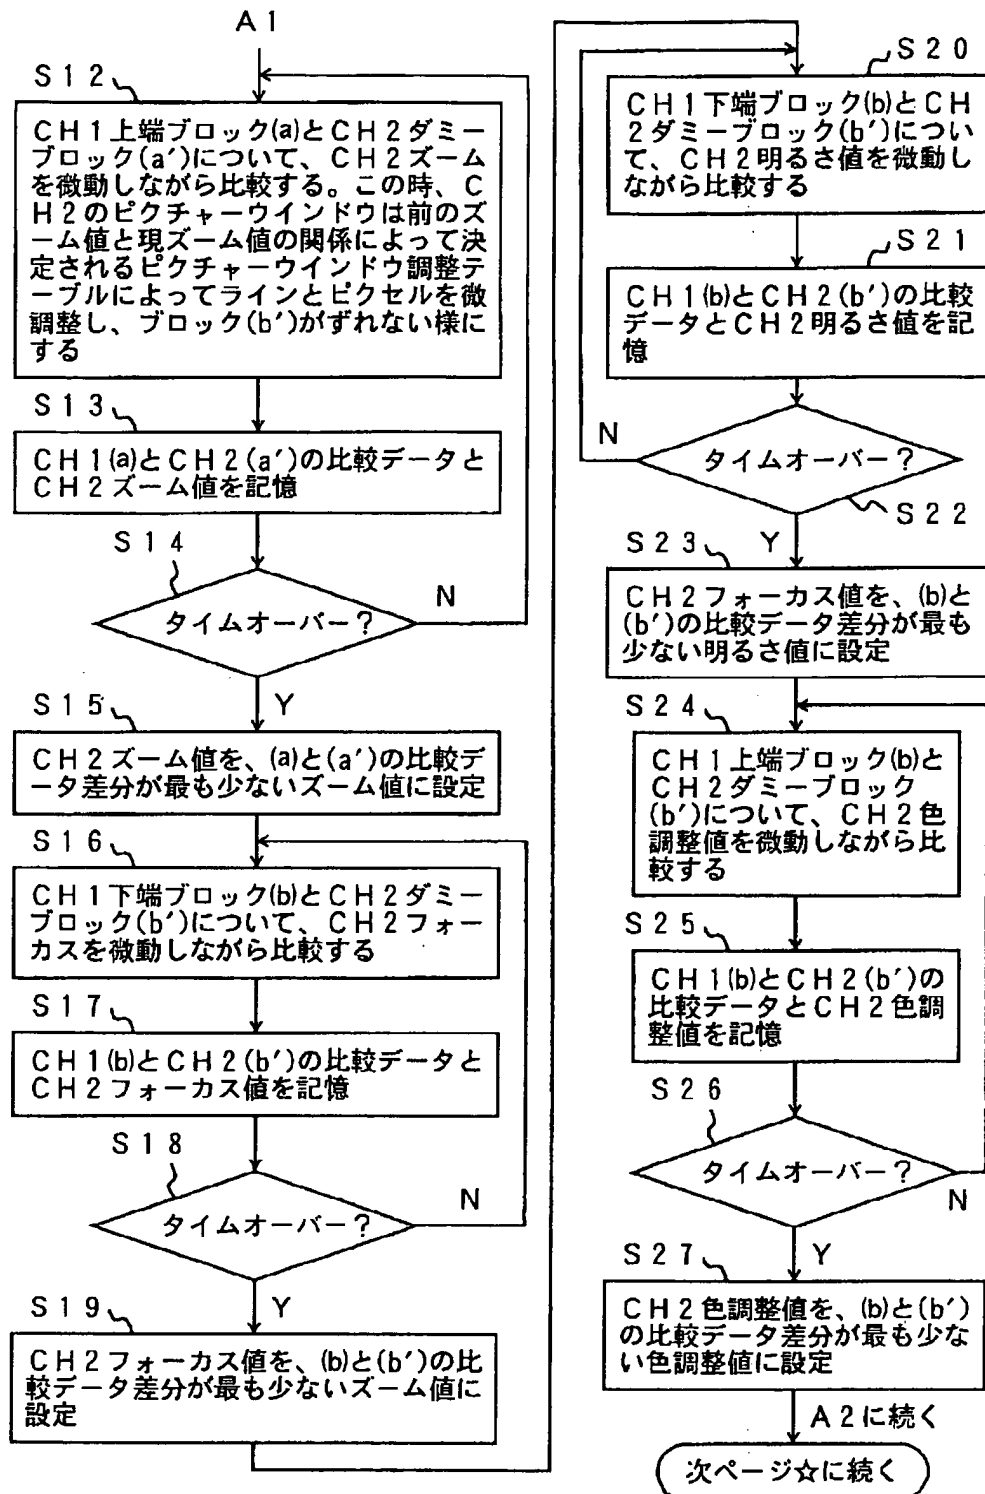 A1
S12
CH1上端ブロック(a)とCH2ダミー
ブロック(a′)について、CH2ズーム
を微動しながら比較する。この時、C
H2のピクチャーウインドウは前のズ
ーム値と現ズーム値の関係によって決
定されるピクチャーウインドウ調整テ
ーブルによってラインとピクセルを微
調整し、ブロック(b′)がずれない様に
する
S13
CH1(a)とCH2(a′)の比較データと
CH2ズーム値を記憶
S14
タイムオーバー?
N
Y
S15
CH2ズーム値を、(a)と(a′)の比較デ
ータ差分が最も少ないズーム値に設定
S16
CH1下端ブロック(b)とCH2ダミー
ブロック(b′)について、CH2フォー
カスを微動しながら比較する
S17
CH1(b)とCH2(b′)の比較データと
CH2フォーカス値を記憶
S18
タイムオーバー?
N
Y
S19
CH2フォーカス値を、(b)と(b′)の比
較データ差分が最も少ないズーム値に
設定
S20
CH1下端ブロック(b)とCH
2ダミーブロック(b′)につい
て、CH2明るさ値を微動し
ながら比較する
S21
CH1(b)とCH2(b′)の比較
データとCH2明るさ値を記
憶
N
タイムオーバー?
S22
Y
S23
CH2フォーカス値を、(b)と
(b′)の比較データ差分が最も
少ない明るさ値に設定
S24
CH1上端ブロック(b)と
CH2ダミーブロック
(b′)について、CH2色
調整値を微動しながら比
較する
S25
CH1(b)とCH2(b′)の
比較データとCH2色調
整値を記憶
S26
タイムオーバー?
N
Y
S27
CH2色調整値を、(b)と(b′)
の比較データ差分が最も少な
い色調整値に設定
A2に続く
次ページ☆に続く